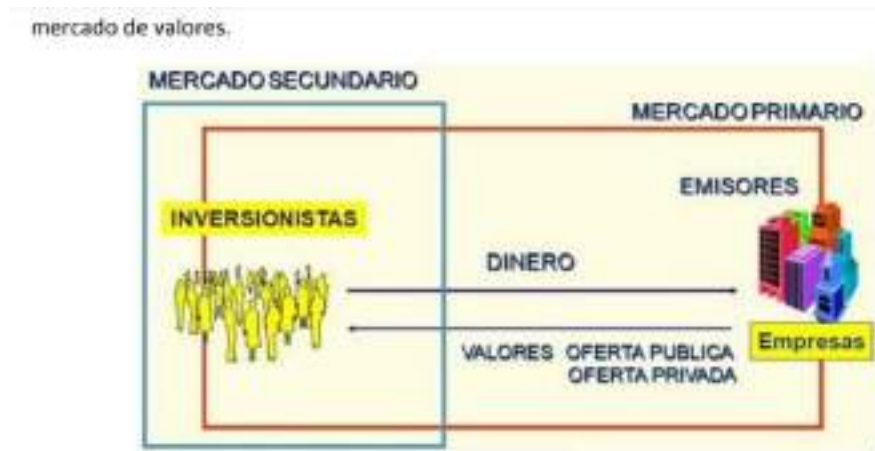 mercado de valores.
MERCADO SECUNDARIO
MERCADO PRIMARIO
EMISORES
INVERSIONISTAS
DINERO
Empresas
VALORES OFERTA PUBLICA
OFERTA PRIVADA